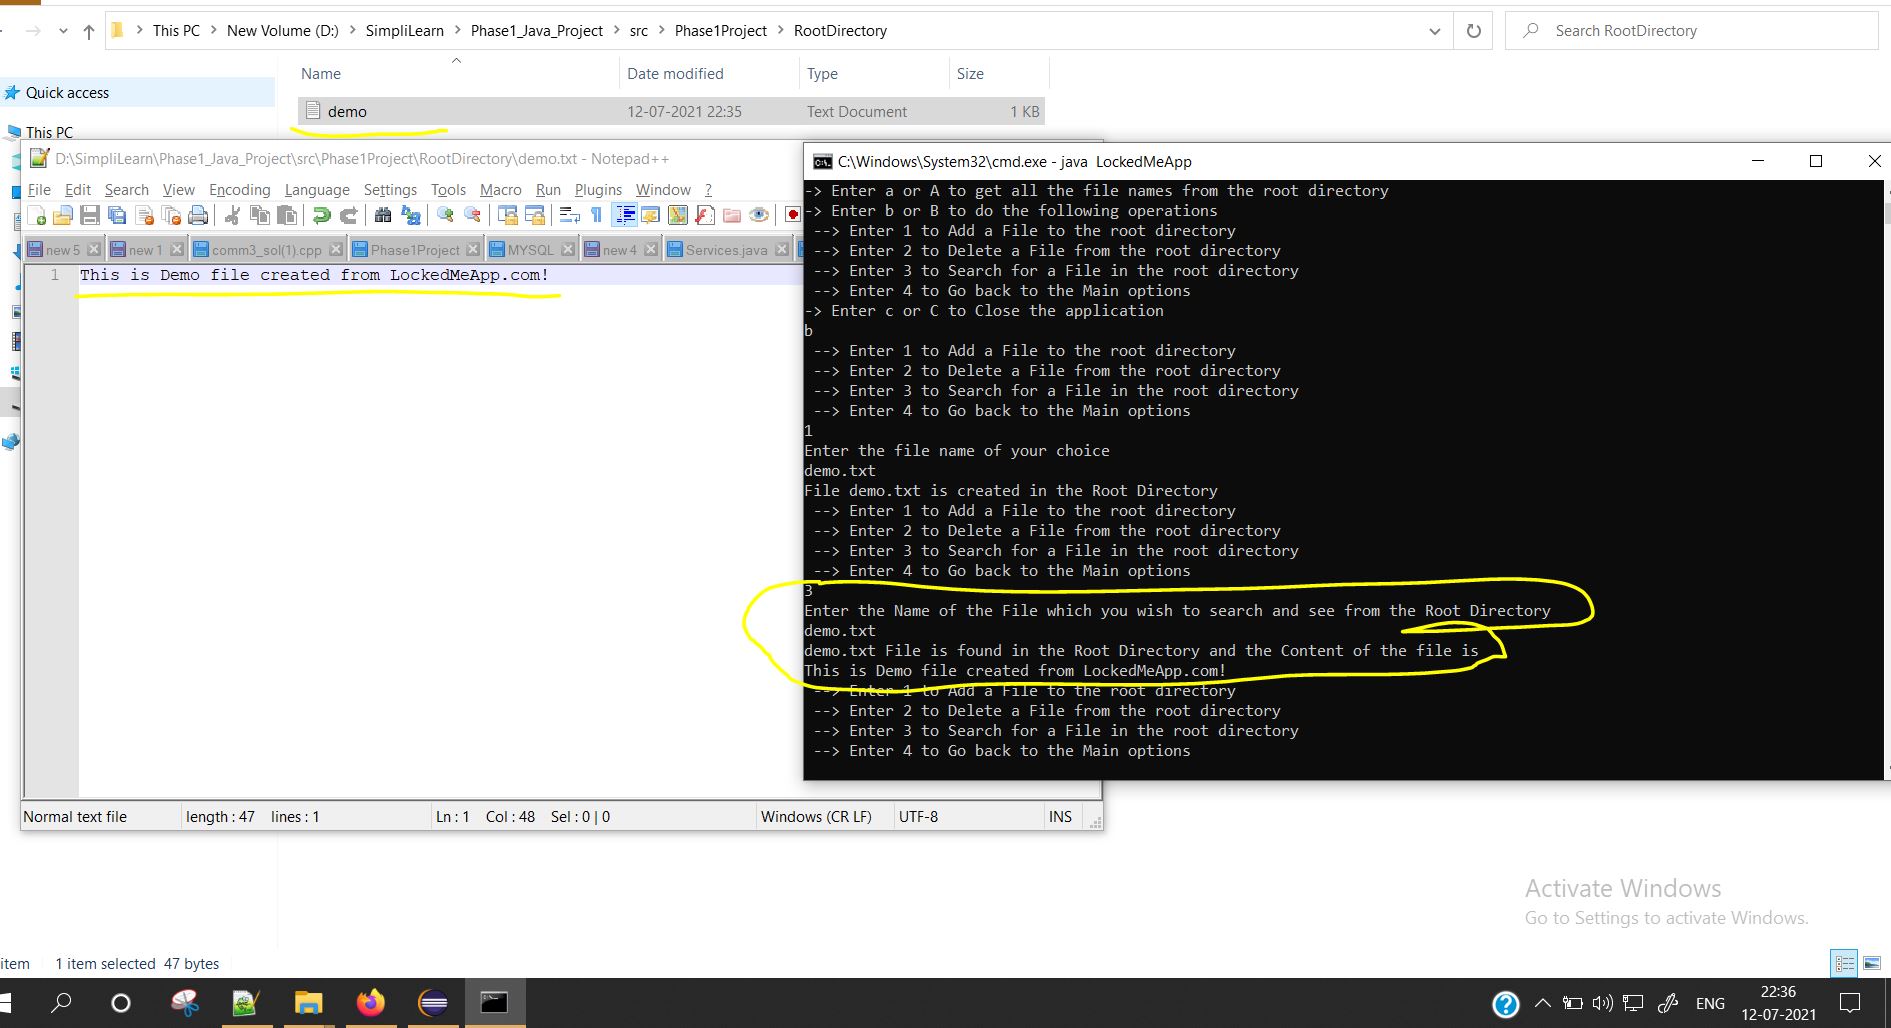 This PC > New Volume (D:) > SimpliLearn > Phase1_Java_Project > src > Phase1Project > RootDirectory
Search RootDirectory
Name Date modified Type Size
Quick access
demo 12-07-2021 22:35 Text Document 1 KB
This PC
D:\SimpliLearn\Phase1_Java_Project\src\Phase1Project\RootDirectory\demo.txt - Notepad++
File Edit Search View Encoding Language Settings Tools Macro Run Plugins Window ?
new 5 new 1 comm3_sol(1).cpp Phase1Project MYSQL new 4 Services.java
1 This is Demo file created from LockedMeApp.com!
Normal text file length : 47 lines : 1 Ln : 1 Col : 48 Sel : 0 | 0 Windows (CR LF) UTF-8 INS
C:\Windows\System32\cmd.exe - java LockedMeApp
-> Enter a or A to get all the file names from the root directory
-> Enter b or B to do the following operations
--> Enter 1 to Add a File to the root directory
--> Enter 2 to Delete a File from the root directory
--> Enter 3 to Search for a File in the root directory
--> Enter 4 to Go back to the Main options
-> Enter c or C to Close the application
b
--> Enter 1 to Add a File to the root directory
--> Enter 2 to Delete a File from the root directory
--> Enter 3 to Search for a File in the root directory
--> Enter 4 to Go back to the Main options
1
Enter the file name of your choice
demo.txt
File demo.txt is created in the Root Directory
--> Enter 1 to Add a File to the root directory
--> Enter 2 to Delete a File from the root directory
--> Enter 3 to Search for a File in the root directory
--> Enter 4 to Go back to the Main options
3
Enter the Name of the File which you wish to search and see from the Root Directory
demo.txt
demo.txt File is found in the Root Directory and the Content of the file is
This is Demo file created from LockedMeApp.com!
--> Enter 1 to Add a File to the root directory
--> Enter 2 to Delete a File from the root directory
--> Enter 3 to Search for a File in the root directory
--> Enter 4 to Go back to the Main options
Activate Windows
Go to Settings to activate Windows.
item 1 item selected 47 bytes
ENG
22:36
12-07-2021